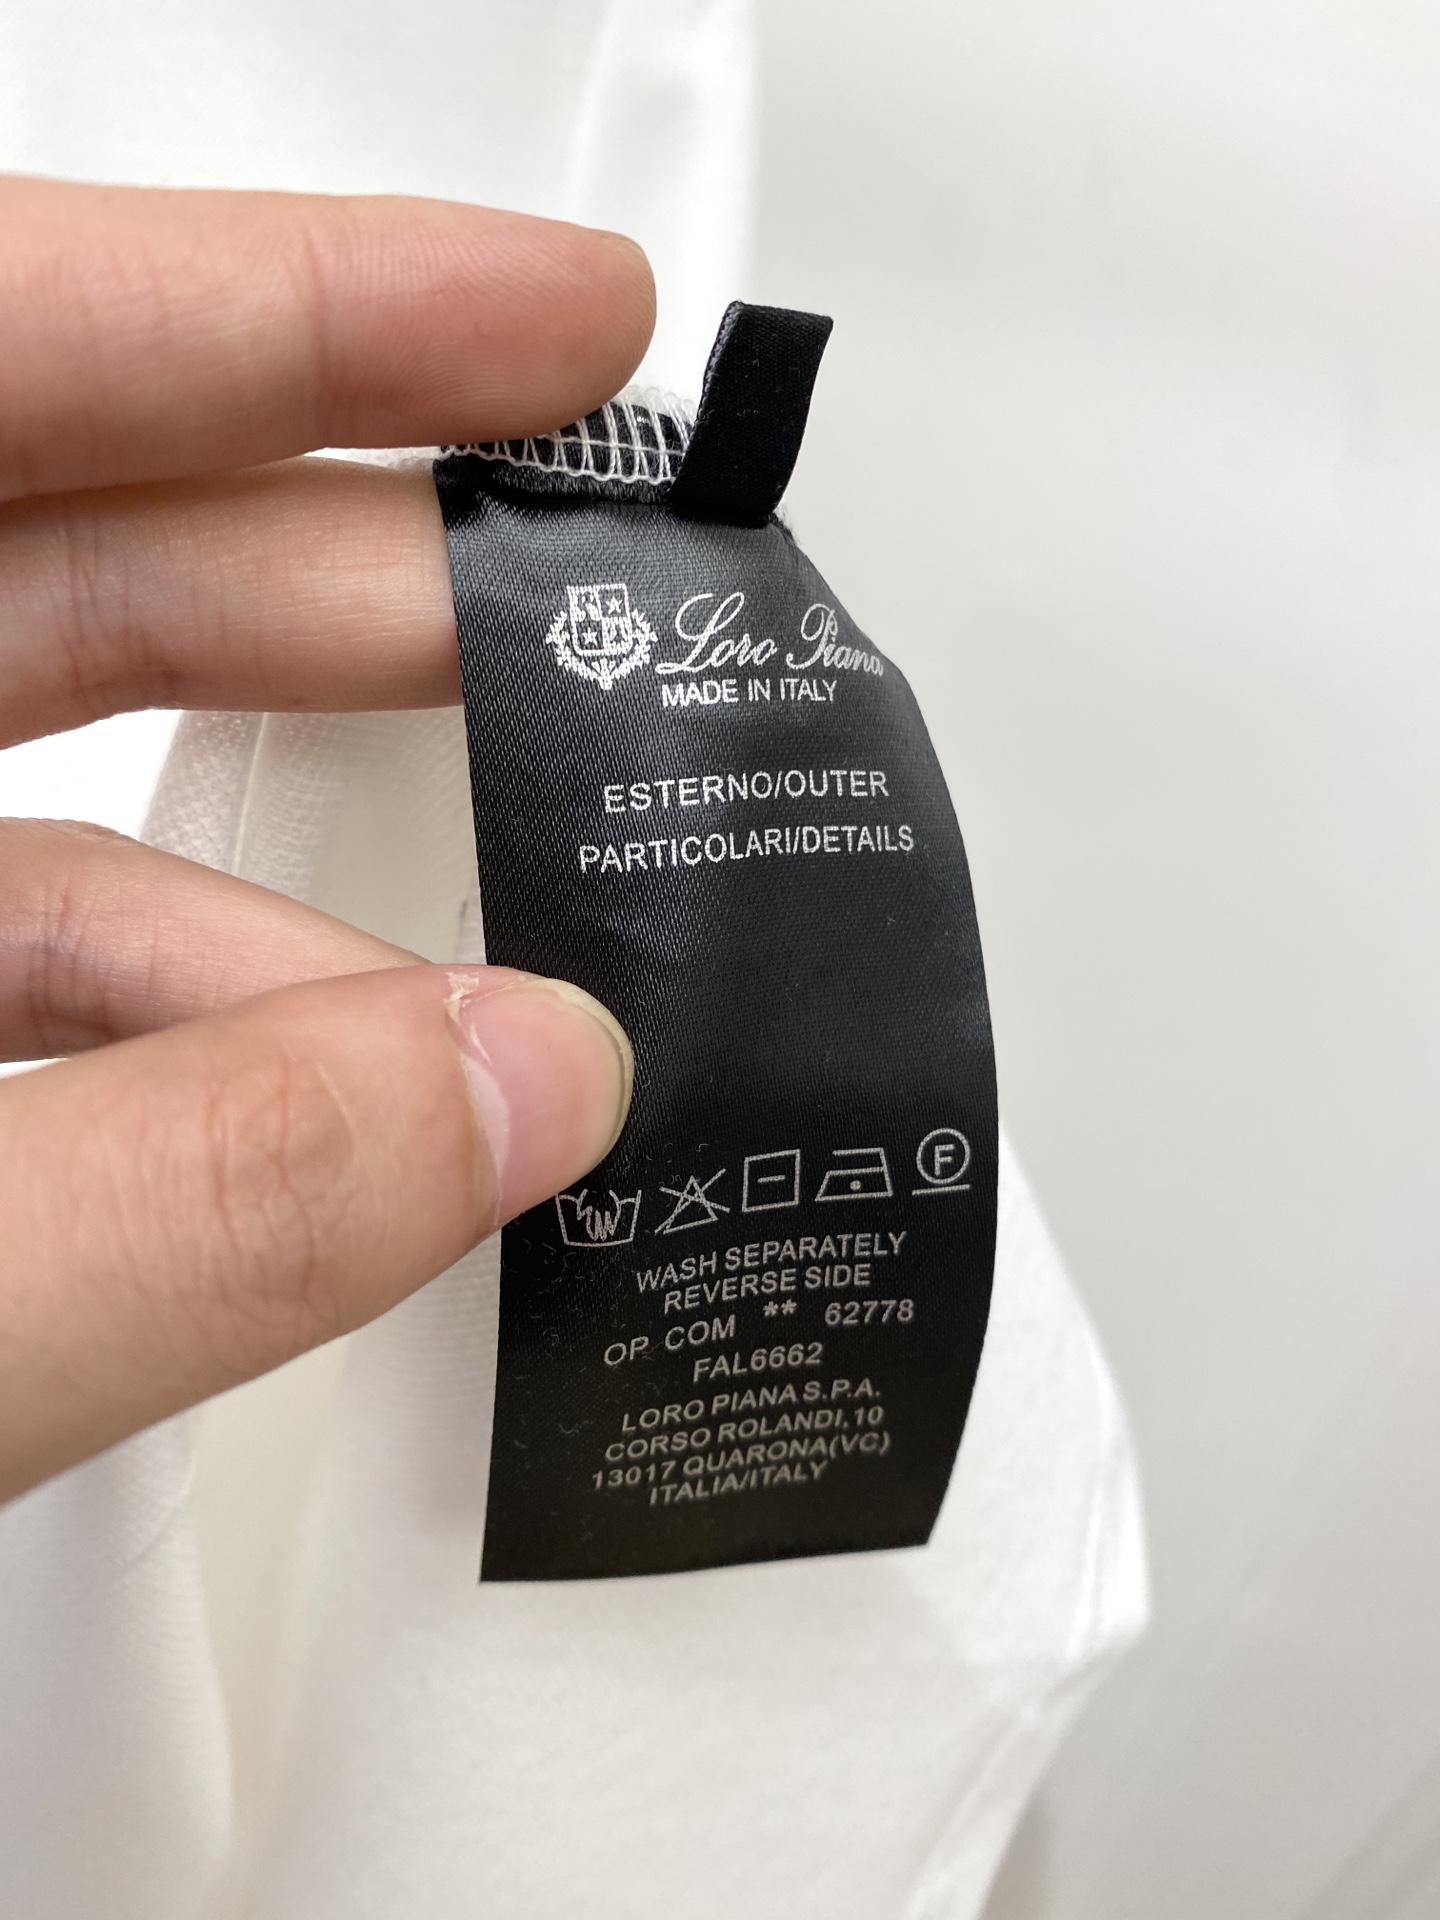 Loro Piana
MADE IN ITALY
ESTERNO/OUTER
PARTICOLARI/DETAILS
F
WASH SEPARATELY
REVERSE SIDE
OP. COM ** 62778
FAL6662
LORO PIANA S.P.A.
CORSO ROLANDI,10
13017 QUARONA(VC)
ITALIA/ITALY